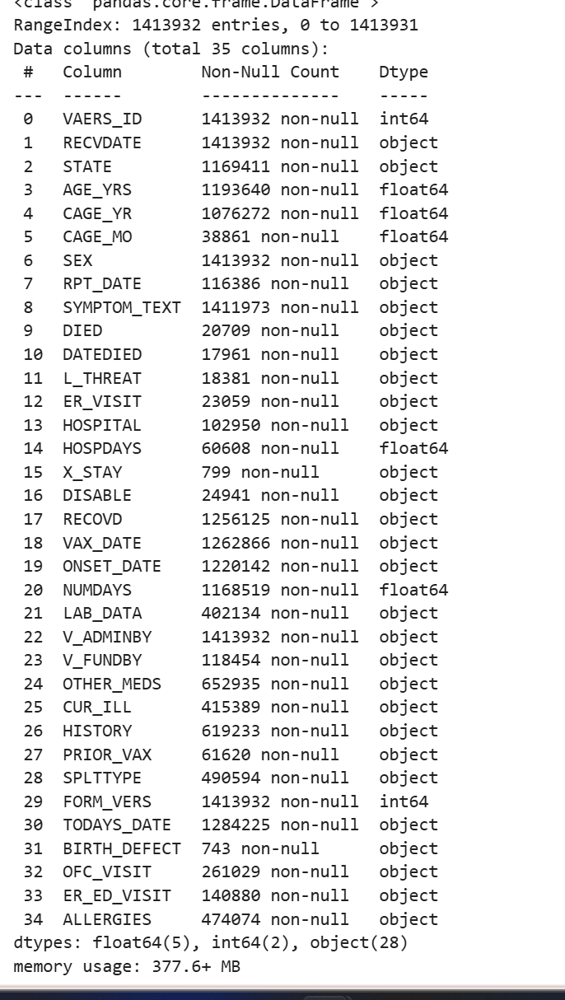 <class 'pandas.core.frame.DataFrame'>
RangeIndex: 1413932 entries, 0 to 1413931
Data columns (total 35 columns):
 #   Column        Non-Null Count    Dtype
---  ------        --------------    -----
 0   VAERS_ID      1413932 non-null  int64
 1   RECVDATE      1413932 non-null  object
 2   STATE         1169411 non-null  object
 3   AGE_YRS       1193640 non-null  float64
 4   CAGE_YR       1076272 non-null  float64
 5   CAGE_MO       38861 non-null    float64
 6   SEX           1413932 non-null  object
 7   RPT_DATE      116386 non-null   object
 8   SYMPTOM_TEXT  1411973 non-null  object
 9   DIED          20709 non-null    object
 10  DATEDIED      17961 non-null    object
 11  L_THREAT      18381 non-null    object
 12  ER_VISIT      23059 non-null    object
 13  HOSPITAL      102950 non-null   object
 14  HOSPDAYS      60608 non-null    float64
 15  X_STAY        799 non-null      object
 16  DISABLE       24941 non-null    object
 17  RECOVD        1256125 non-null  object
 18  VAX_DATE      1262866 non-null  object
 19  ONSET_DATE    1220142 non-null  object
 20  NUMDAYS       1168519 non-null  float64
 21  LAB_DATA      402134 non-null   object
 22  V_ADMINBY     1413932 non-null  object
 23  V_FUNDBY      118454 non-null   object
 24  OTHER_MEDS    652935 non-null   object
 25  CUR_ILL       415389 non-null   object
 26  HISTORY       619233 non-null   object
 27  PRIOR_VAX     61620 non-null    object
 28  SPLTTYPE      490594 non-null   object
 29  FORM_VERS     1413932 non-null  int64
 30  TODAYS_DATE   1284225 non-null  object
 31  BIRTH_DEFECT  743 non-null      object
 32  OFC_VISIT     261029 non-null   object
 33  ER_ED_VISIT   140880 non-null   object
 34  ALLERGIES     474074 non-null   object
dtypes: float64(5), int64(2), object(28)
memory usage: 377.6+ MB